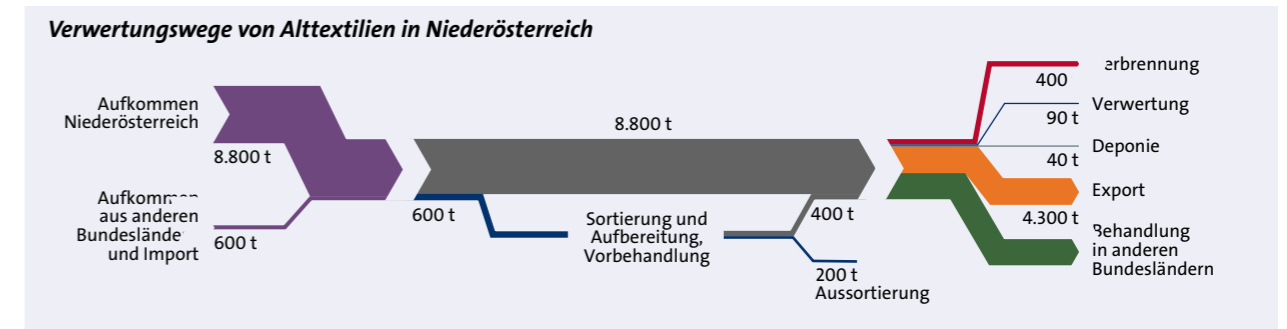 Verwertungswege von Alttextilien in Niederösterreich
Aufkommen
Niederösterreich
8.800 t
aus anderen
und Import
600 t
8.800 t
600 t
Sortierung und
Aufbereitung,
Vorbehandlung
400 t
200 t
Aussortierung
400
90 t
Verwertung
40 t
Deponie
Export
4.300 t
in anderen
Bundesländern